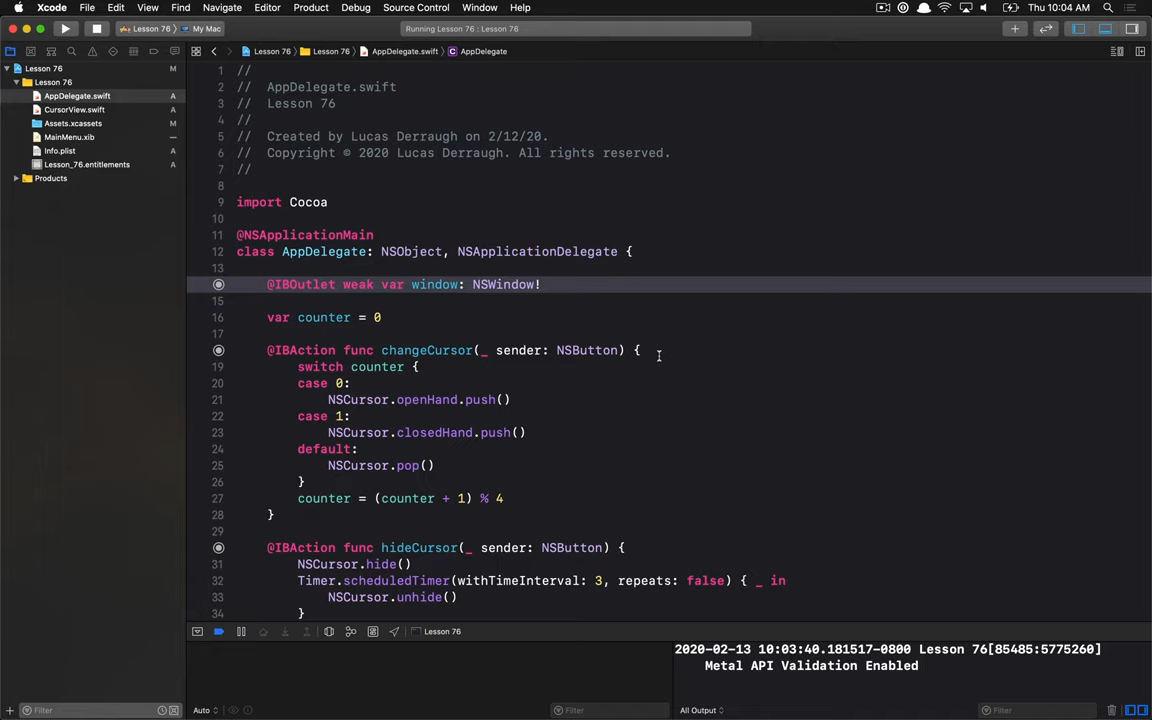 Xcode File Edit View Find Navigate Editor Product Debug Source Control Window Help Thu 10:04 AM
Lesson 76 My Mac Running Lesson 76 : Lesson 76
Lesson 76 Lesson 76 AppDelegate.swift C AppDelegate
Lesson 76 M
Lesson 76
AppDelegate.swift A
CursorView.swift A
Assets.xcassets M
MainMenu.xib —
Info.plist A
Lesson_76.entitlements A
Products
1 //
2 // AppDelegate.swift
3 // Lesson 76
4 //
5 // Created by Lucas Derraugh on 2/12/20.
6 // Copyright © 2020 Lucas Derraugh. All rights reserved.
7 //
8
9 import Cocoa
10
11 @NSApplicationMain
12 class AppDelegate: NSObject, NSApplicationDelegate {
13
@IBOutlet weak var window: NSWindow!
15
16 var counter = 0
17
@IBAction func changeCursor(_ sender: NSButton) {
19 switch counter {
20 case 0:
21 NSCursor.openHand.push()
22 case 1:
23 NSCursor.closedHand.push()
24 default:
25 NSCursor.pop()
26 }
27 counter = (counter + 1) % 4
28 }
29
@IBAction func hideCursor(_ sender: NSButton) {
31 NSCursor.hide()
32 Timer.scheduledTimer(withTimeInterval: 3, repeats: false) { _ in
33 NSCursor.unhide()
34 }
Lesson 76
2020-02-13 10:03:40.181517-0800 Lesson 76[85485:5775260]
Metal API Validation Enabled
Filter Auto Filter All Output Filter